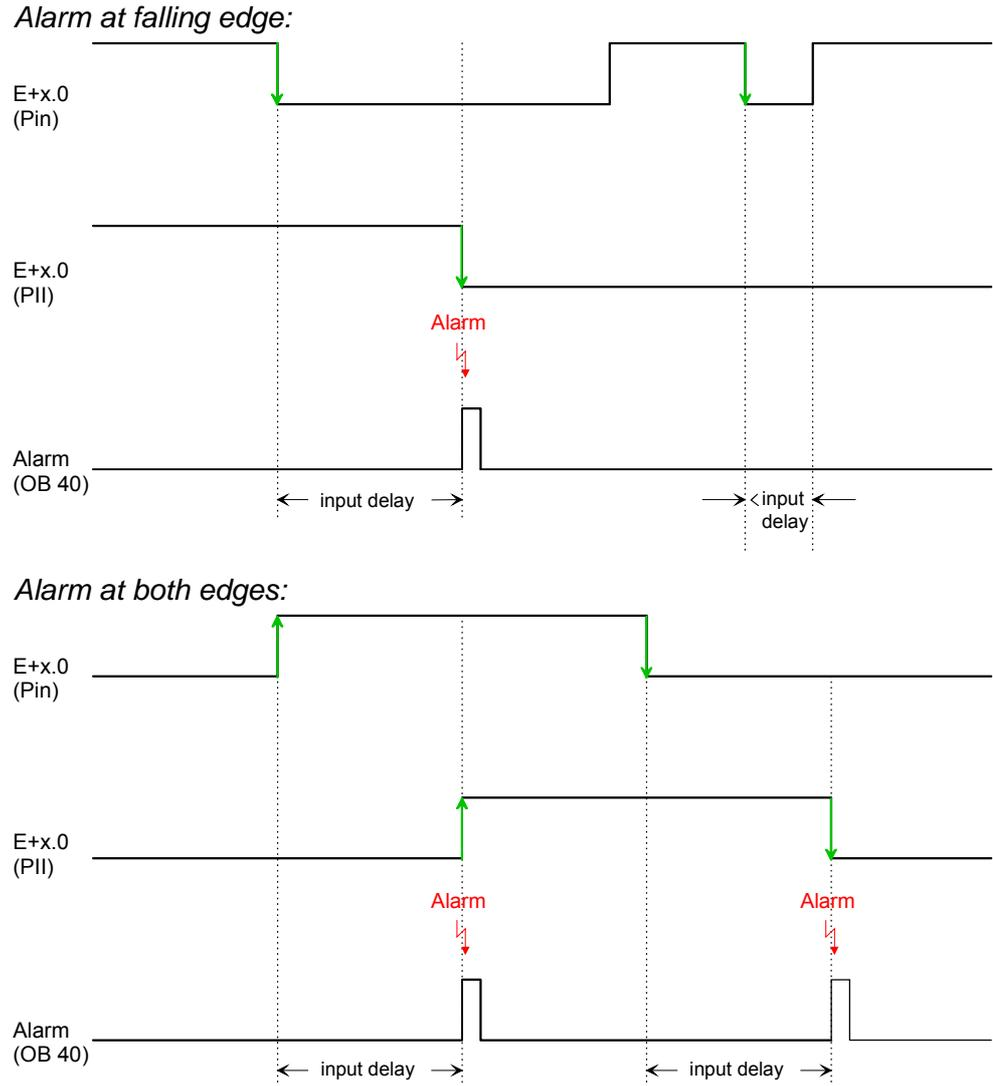 Alarm at falling edge:
E+x.0
(Pin)
E+x.0
(PII)
Alarm
Alarm
(OB 40)
input delay
<input
delay
Alarm at both edges:
E+x.0
(Pin)
E+x.0
(PII)
Alarm
Alarm
Alarm
(OB 40)
input delay
input delay